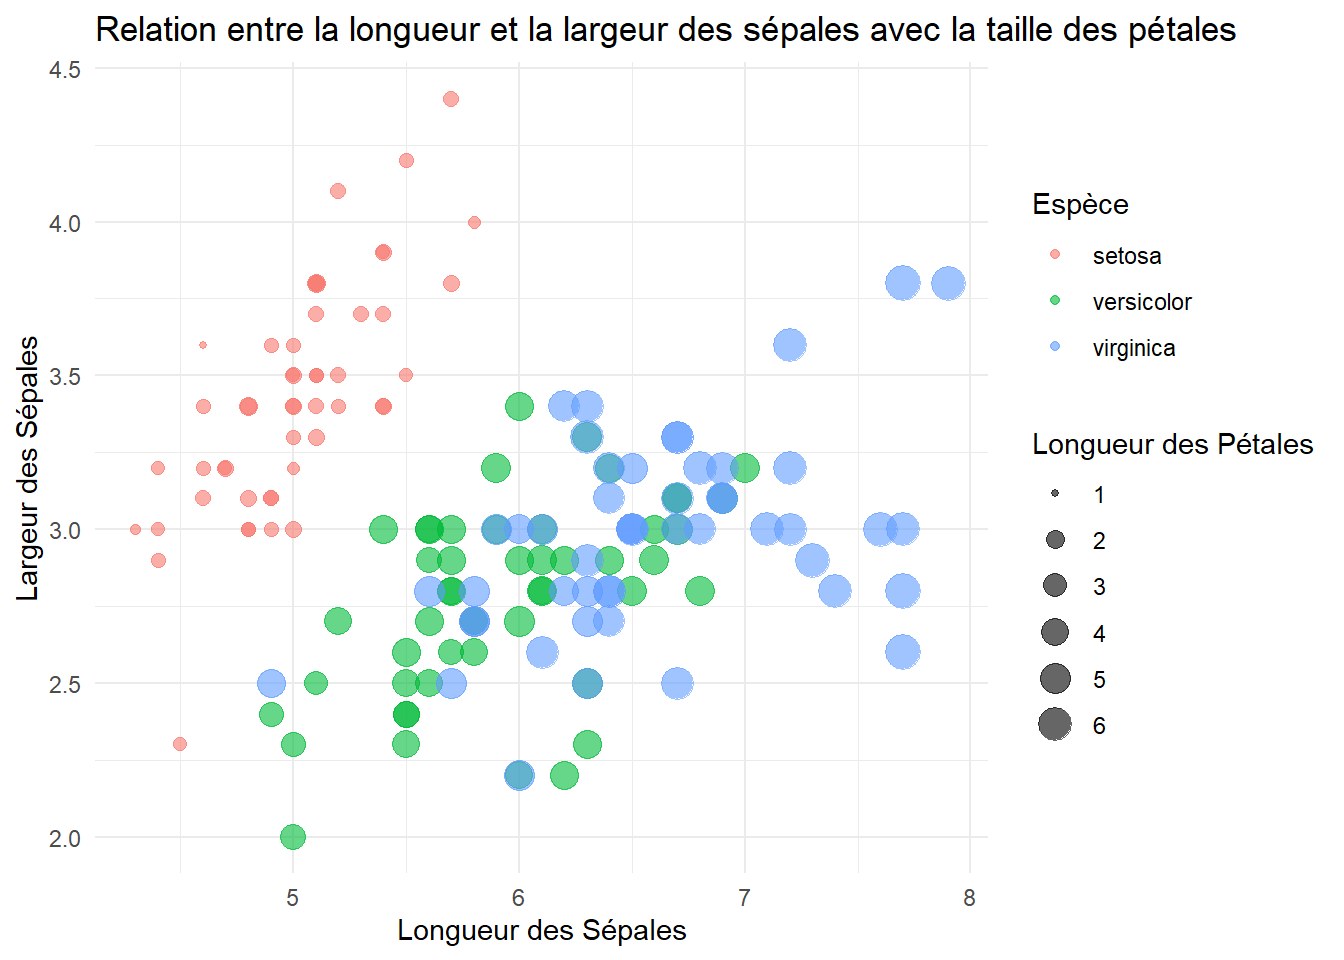 Relation entre la longueur et la largeur des sépales avec la taille des pétales
4.5
4.0
3.5
3.0
2.5
2.0
Largeur des Sépales
5
6
7
8
Longueur des Sépales
Espèce
setosa
versicolor
virginica
Longueur des Pétales
1
2
3
4
5
6